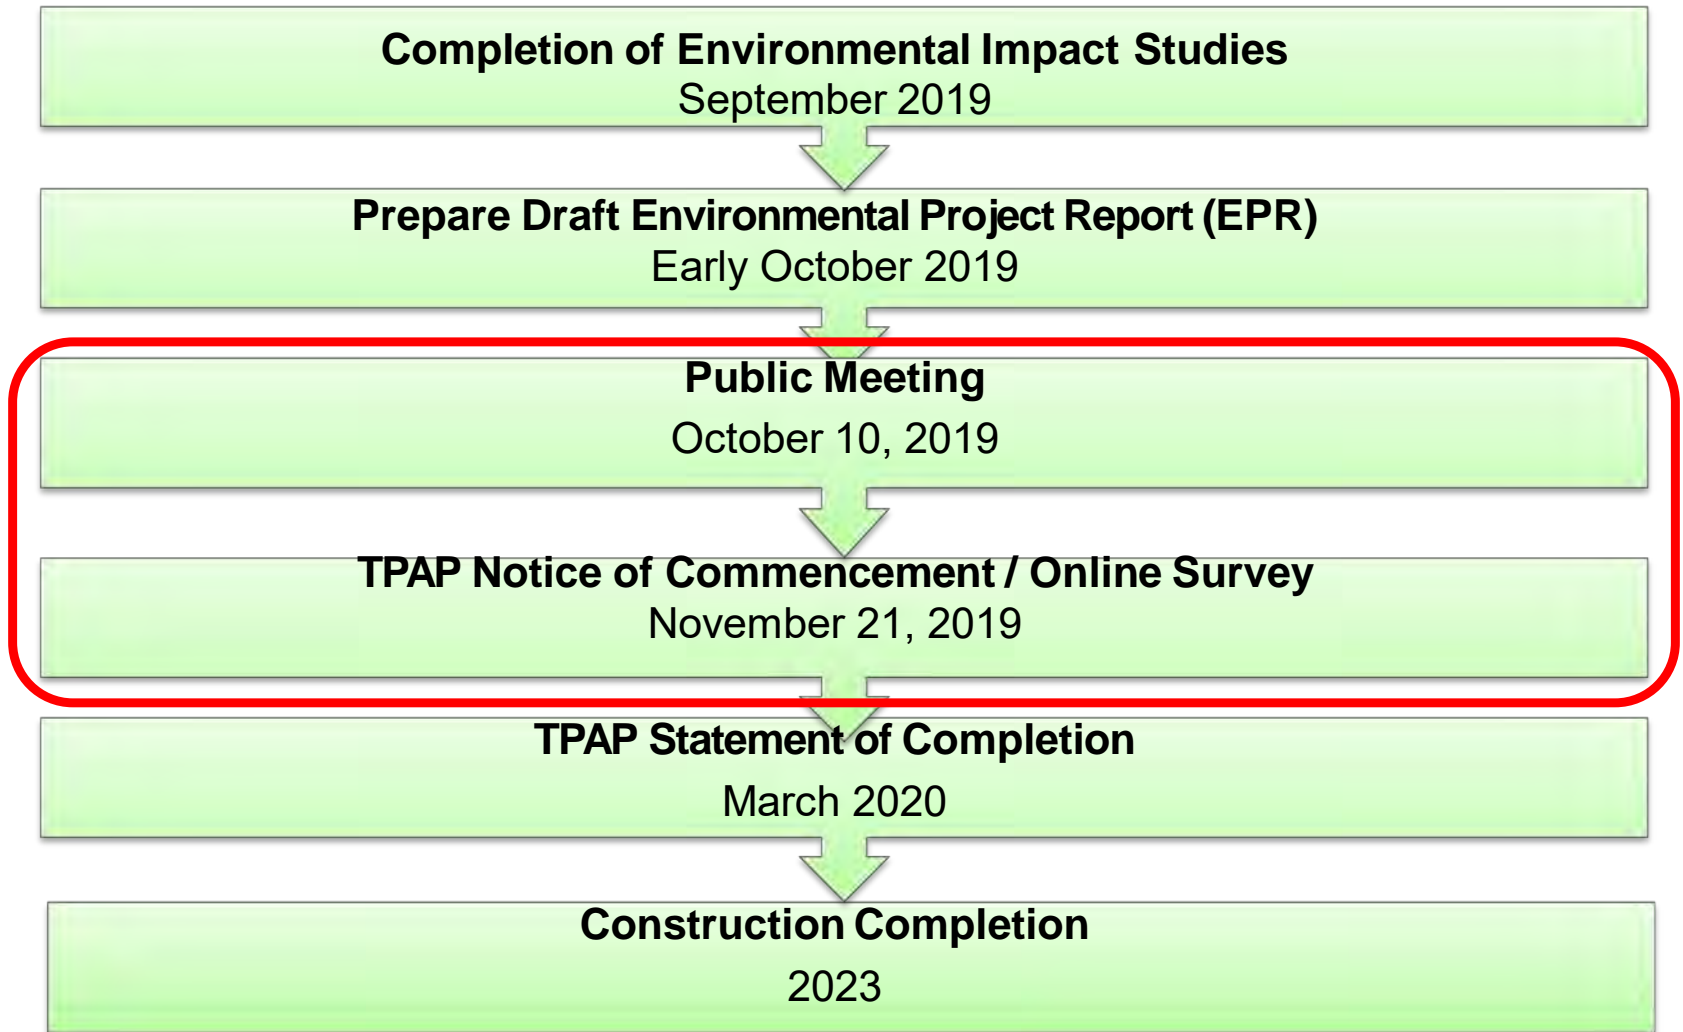 Completion of Environmental Impact Studies
September 2019
Prepare Draft Environmental Project Report (EPR)
Early October 2019
Public Meeting
October 10, 2019
TPAP Notice of Commencement / Online Survey
November 21, 2019
TPAP Statement of Completion
March 2020
Construction Completion
2023